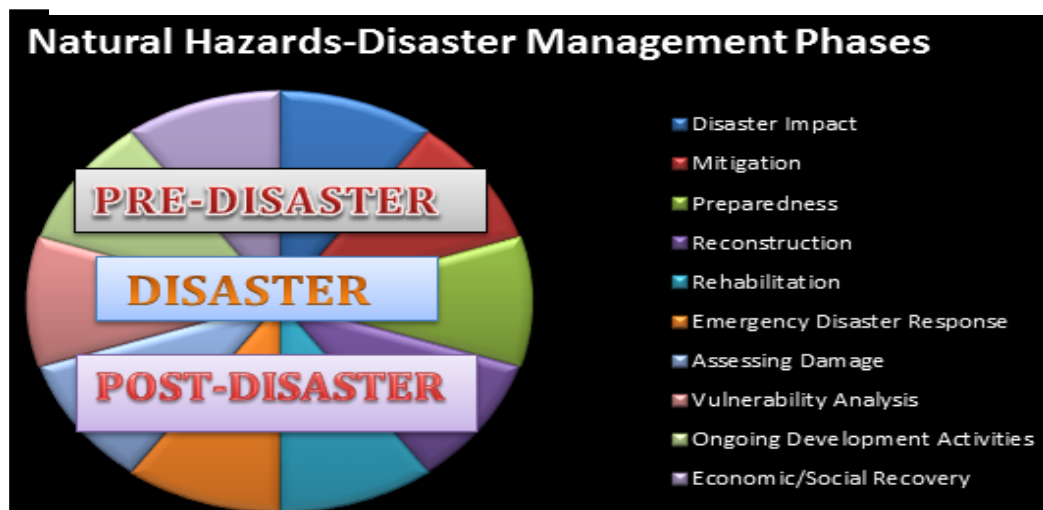 Natural Hazards-Disaster Management Phases
PRE-DISASTER
DISASTER
POST-DISASTER
Disaster Impact
Mitigation
Preparedness
Reconstruction
Rehabilitation
Emergency Disaster Response
Assessing Damage
Vulnerability Analysis
Ongoing Development Activities
Economic/Social Recovery